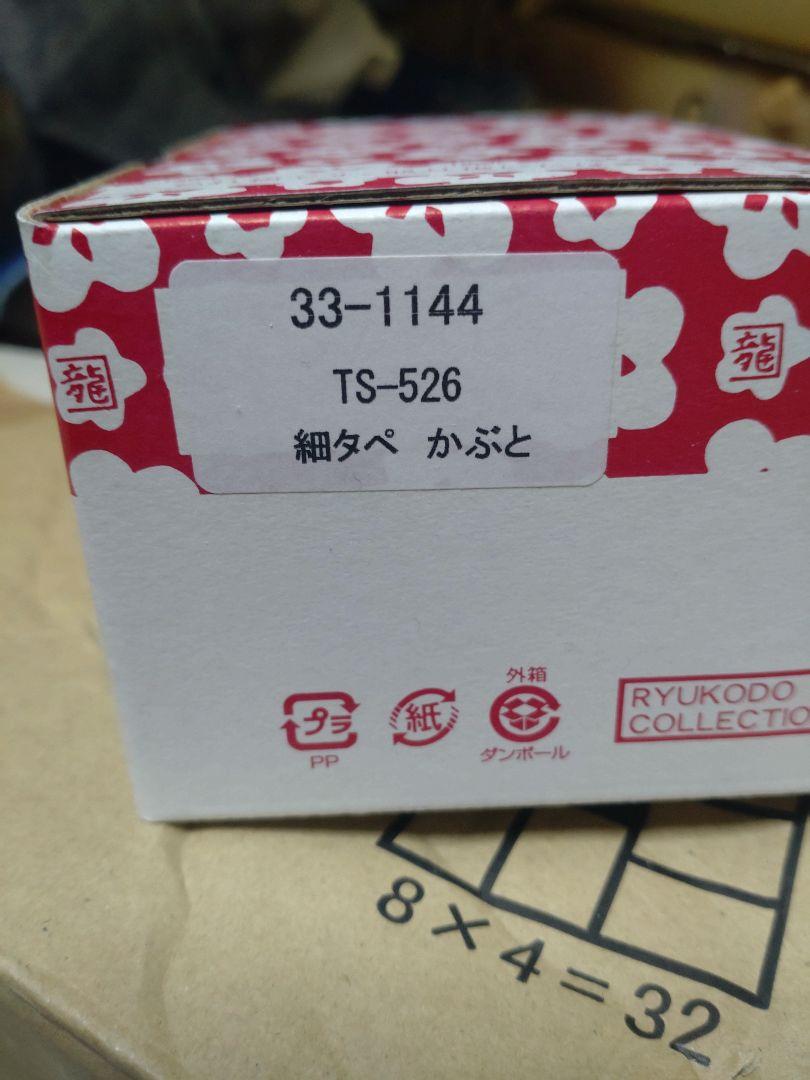 33-1144
TS-526
細タペ かぶと
龍
龍
外箱
プラ
紙
PP
ダンボール
RYUKODO
COLLECTIO
8×4=32